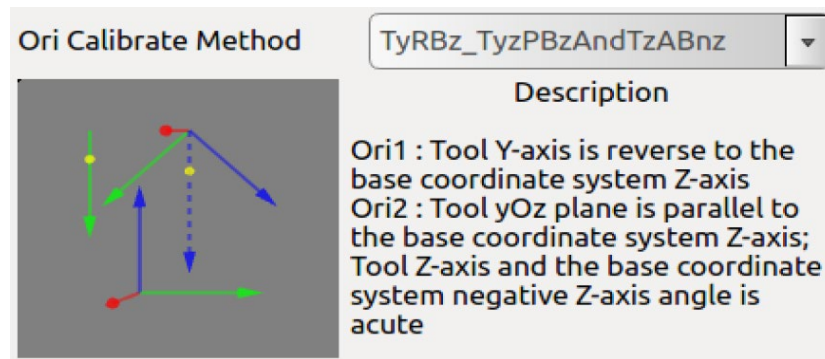 Ori Calibrate Method
TyRBz_TyzPBzAndTzABnz
Description
Ori1 : Tool Y-axis is reverse to the
base coordinate system Z-axis
Ori2 : Tool yOz plane is parallel to
the base coordinate system Z-axis;
Tool Z-axis and the base coordinate
system negative Z-axis angle is
acute